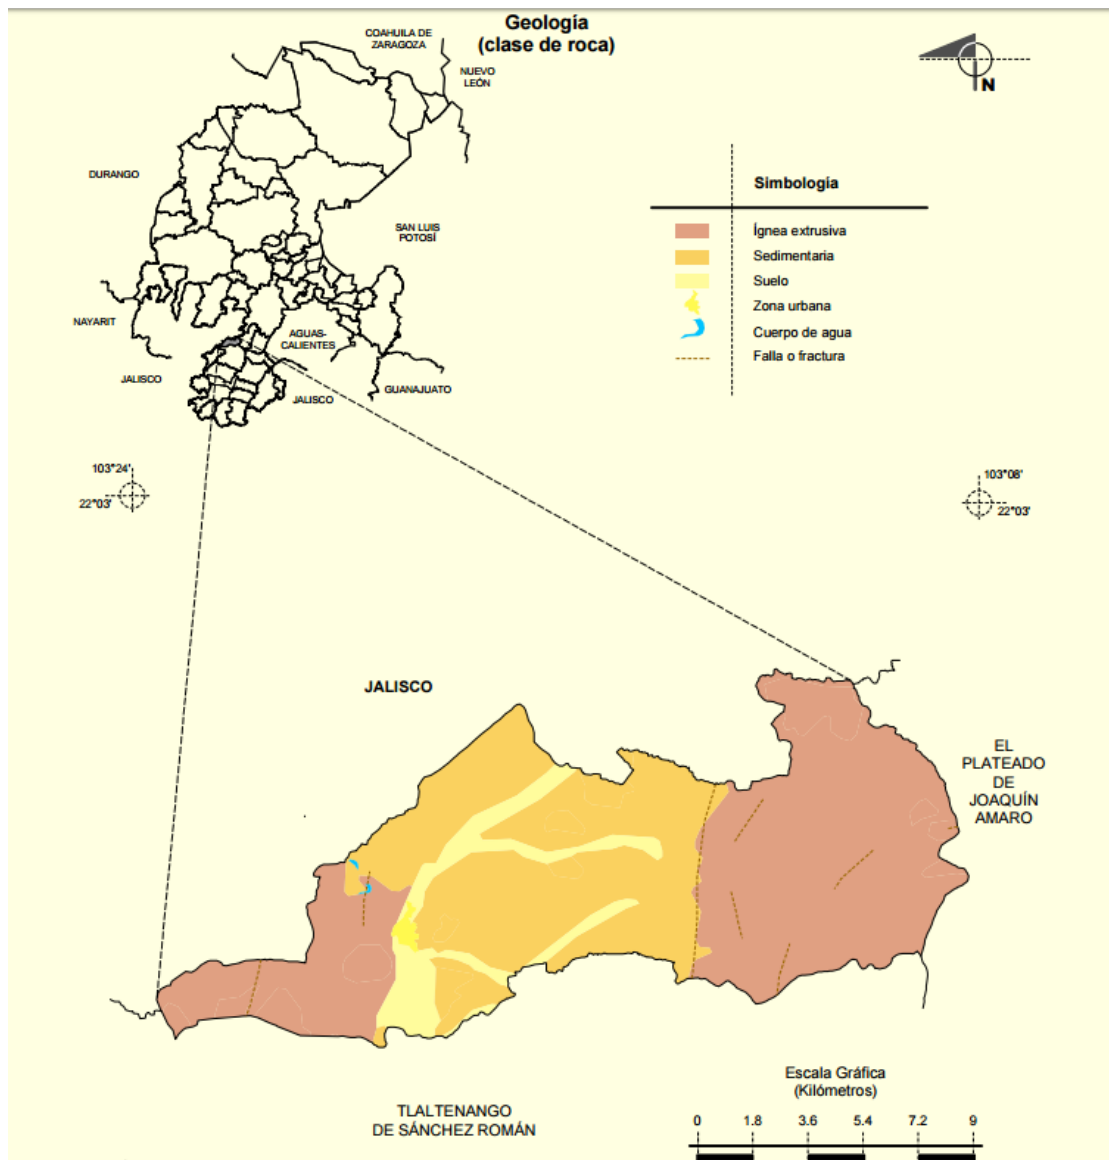 Geología
(clase de roca)
COAHUILA DE
ZARAGOZA
NUEVO
LEÓN
N
DURANGO
SAN LUIS
POTOSÍ
NAYARIT
AGUAS-
CALIENTES
JALISCO
JALISCO
GUANAJUATO
Simbología
Ígnea extrusiva
Sedimentaria
Suelo
Zona urbana
Cuerpo de agua
Falla o fractura
103°24'
22°03'
103°08'
22°03'
JALISCO
EL
PLATEADO
DE
JOAQUÍN
AMARO
TLALTENANGO
DE SÁNCHEZ ROMÁN
Escala Gráfica
(Kilómetros)
0 1.8 3.6 5.4 7.2 9